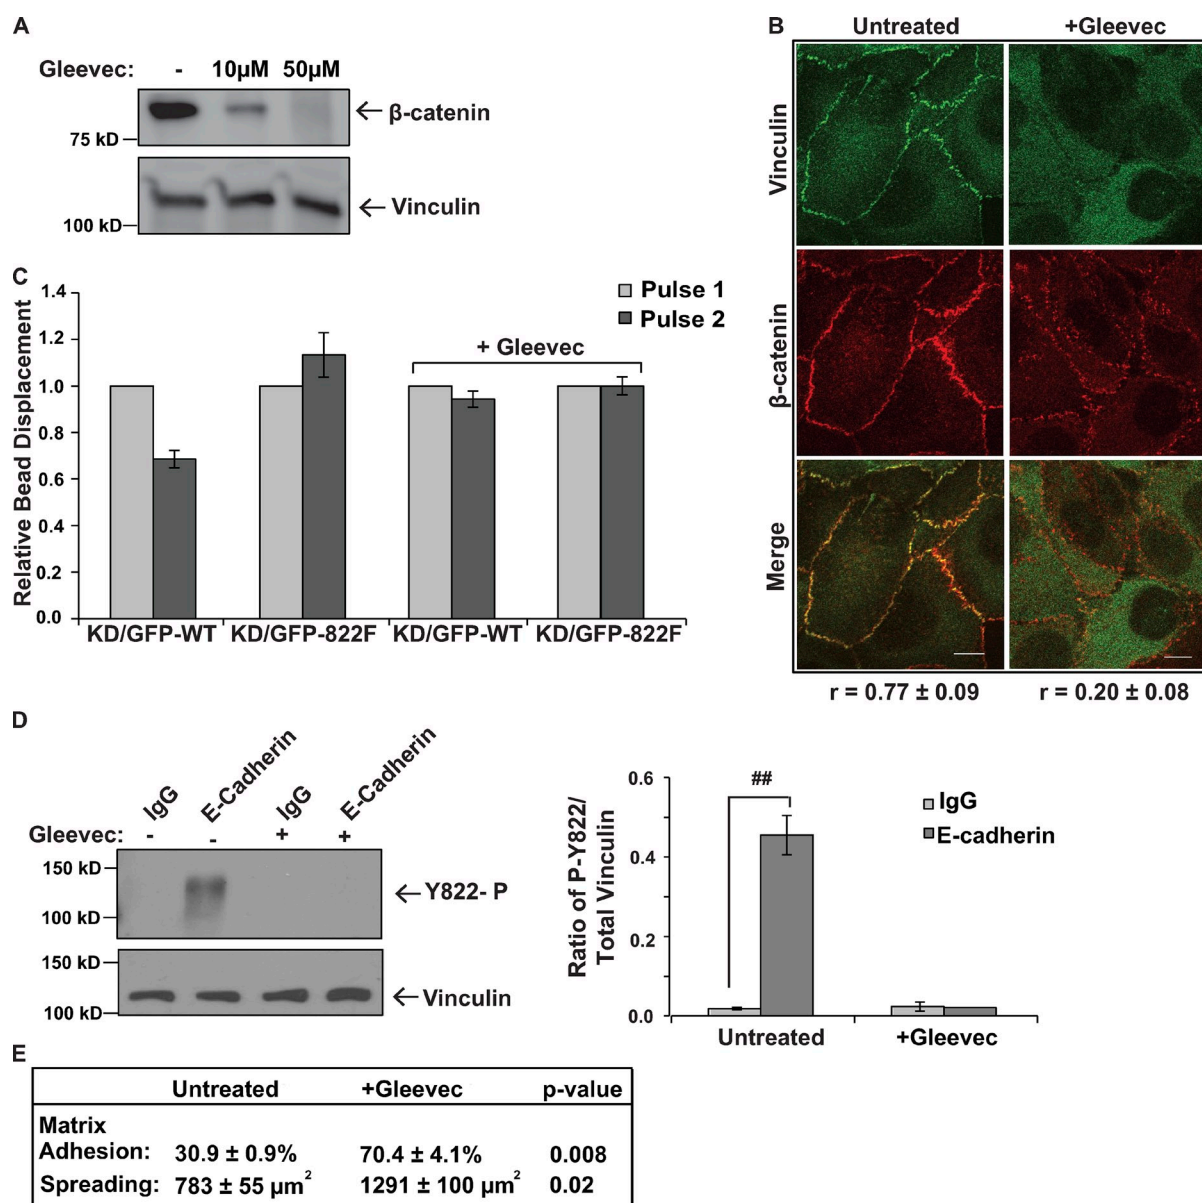 A
Gleevec: - 10µM 50µM
β-catenin
75 kD
Vinculin
100 kD
B
Untreated +Gleevec
Vinculin
β-catenin
Merge
r = 0.77 ± 0.09 r = 0.20 ± 0.08
C
Relative Bead Displacement
1.4
1.2
1.0
0.8
0.6
0.4
0.2
0.0
Pulse 1
Pulse 2
+ Gleevec
KD/GFP-WT KD/GFP-822F KD/GFP-WT KD/GFP-822F
D
IgG E-Cadherin IgG E-Cadherin
Gleevec: - - + +
150 kD
Y822- P
100 kD
150 kD
Vinculin
100 kD
Ratio of P-Y822/
Total Vinculin
0.6
0.4
0.2
0.0
##
IgG
E-cadherin
Untreated +Gleevec
E
Untreated +Gleevec p-value
Matrix
Adhesion: 30.9 ± 0.9% 70.4 ± 4.1% 0.008
Spreading: 783 ± 55 µm² 1291 ± 100 µm² 0.02